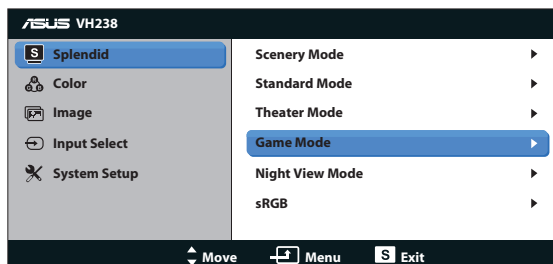 ASUS VH238
S Splendid
Color
Image
Input Select
System Setup
Scenery Mode
Standard Mode
Theater Mode
Game Mode
Night View Mode
sRGB
Move Menu S Exit